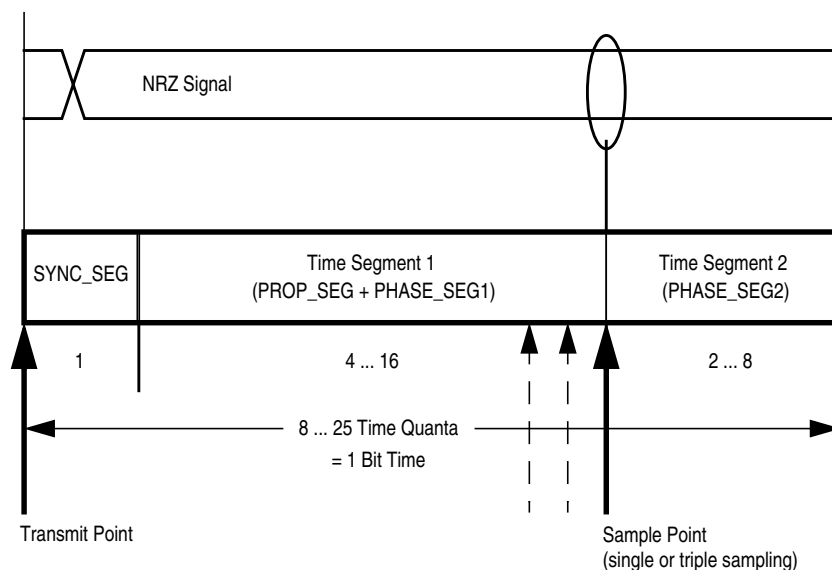 NRZ Signal
SYNC_SEG
Time Segment 1
(PROP_SEG + PHASE_SEG1)
Time Segment 2
(PHASE_SEG2)
1
4 ... 16
2 ... 8
8 ... 25 Time Quanta
= 1 Bit Time
Transmit Point
Sample Point
(single or triple sampling)